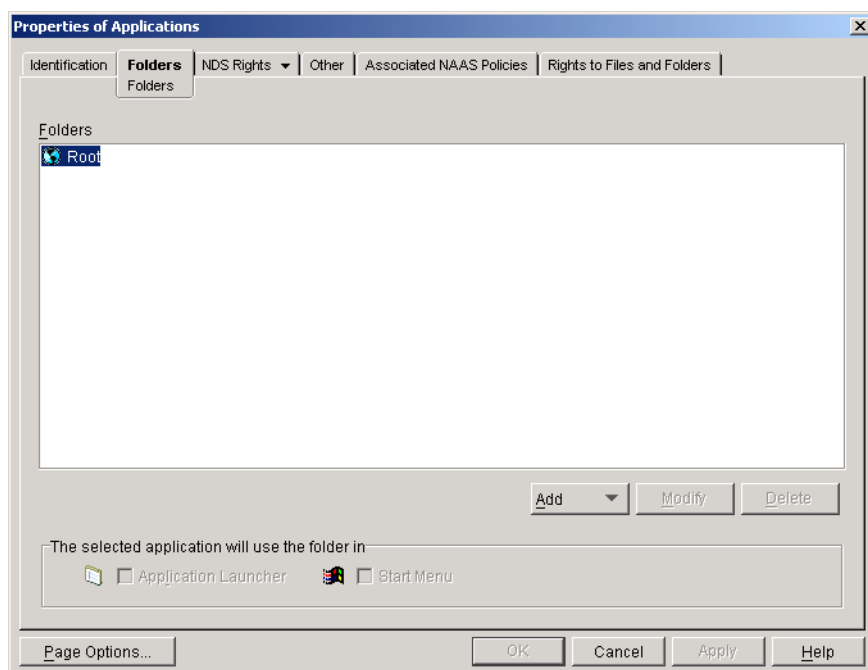 Properties of Applications
Identification Folders NDS Rights Other Associated NAAS Policies Rights to Files and Folders
Folders
Folders
Root
Add Modify Delete
The selected application will use the folder in
Application Launcher Start Menu
Page Options... OK Cancel Apply Help